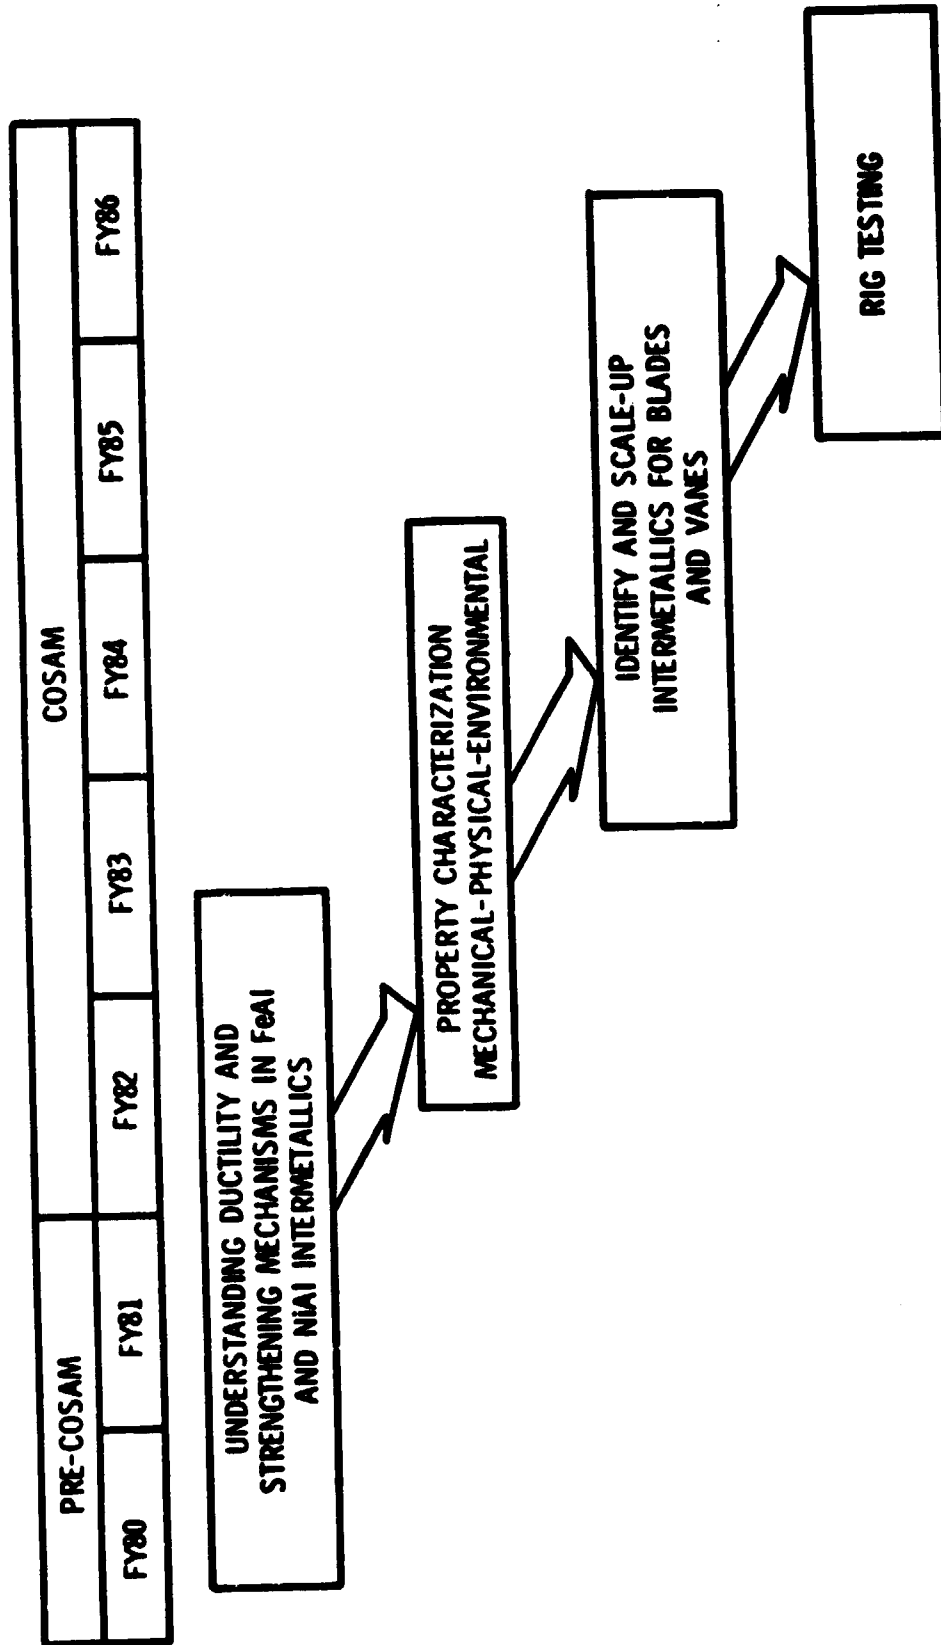 PRE-COSAM
COSAM
FY80
FY81
FY82
FY83
FY84
FY85
FY86
UNDERSTANDING DUCTILITY AND
STRENGTHENING MECHANISMS IN FeAl
AND NiAl INTERMETALLICS
PROPERTY CHARACTERIZATION
MECHANICAL-PHYSICAL-ENVIRONMENTAL
IDENTIFY AND SCALE-UP
INTERMETALLICS FOR BLADES
AND VANES
RIG TESTING